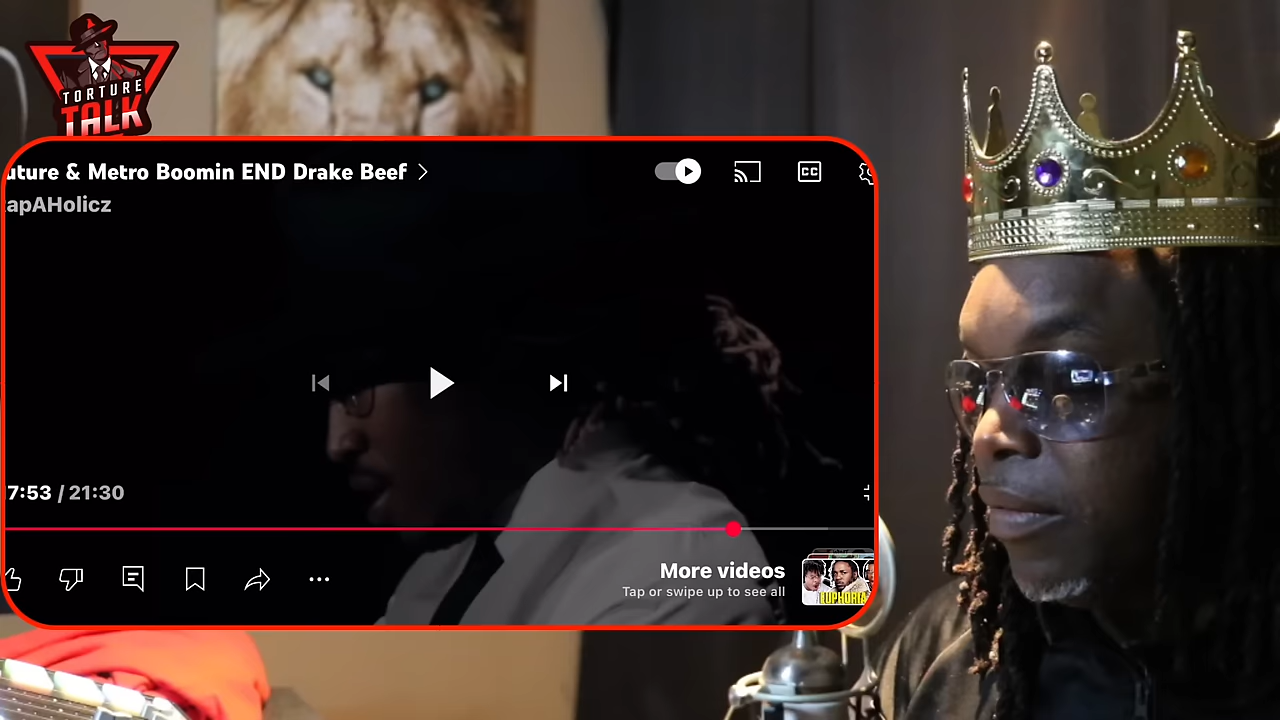 TORTURE
TALK
uture & Metro Boomin END Drake Beef
apAHolicz
CC
7:53 / 21:30
More videos
Tap or swipe up to see all
EUPHORIA